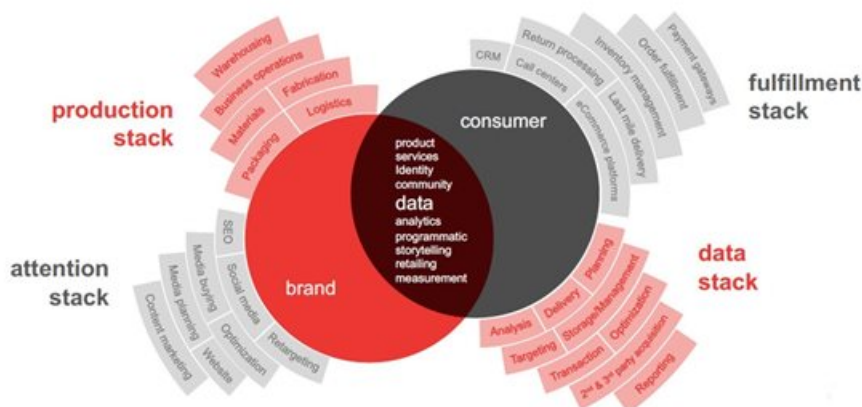 production
stack
Warehousing
Business operations
Fabrication
Materials
Logistics
Packaging
fulfillment
stack
CRM
Return processing
Call centers
Inventory management
Order fulfillment
Payment gateways
Last mile delivery
eCommerce platforms
consumer
product
services
Identity
community
data
analytics
programmatic
storytelling
retailing
measurement
brand
attention
stack
SEO
Social media
Retargeting
Media buying
Optimization
Media planning
Website
Content marketing
data
stack
Planning
Delivery
Analysis
Storage/Management
Targeting
Optimization
Transaction
2nd & 3rd party acquisition
Reporting